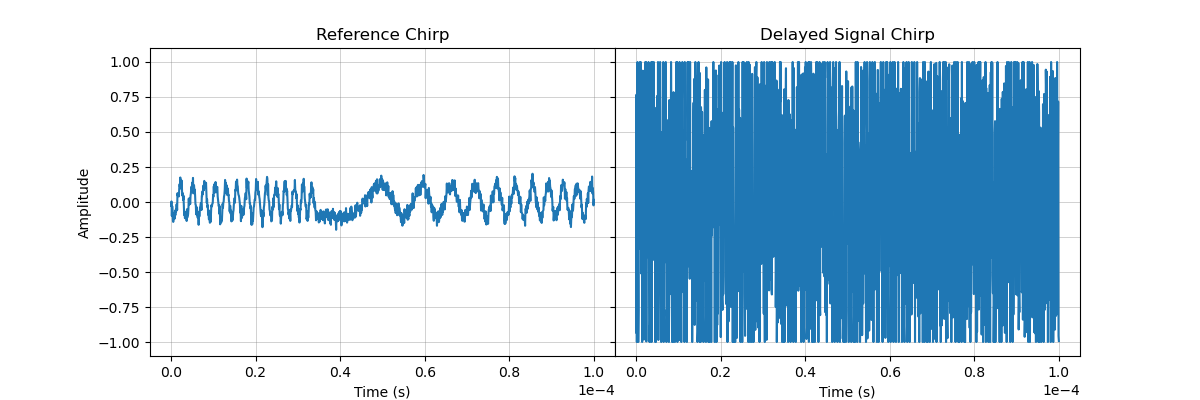 Reference Chirp
Delayed Signal Chirp
Amplitude
1.00
0.75
0.50
0.25
0.00
−0.25
−0.50
−0.75
−1.00
0.0 0.2 0.4 0.6 0.8 1.0
1e−4
Time (s)
0.0 0.2 0.4 0.6 0.8 1.0
1e−4
Time (s)